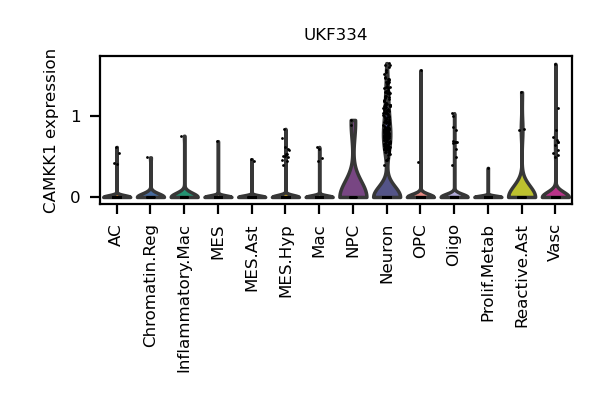 UKF334
CAMKK1 expression
1
0
AC
Chromatin.Reg
Inflammatory.Mac
MES
MES.Ast
MES.Hyp
Mac
NPC
Neuron
OPC
Oligo
Prolif.Metab
Reactive.Ast
Vasc